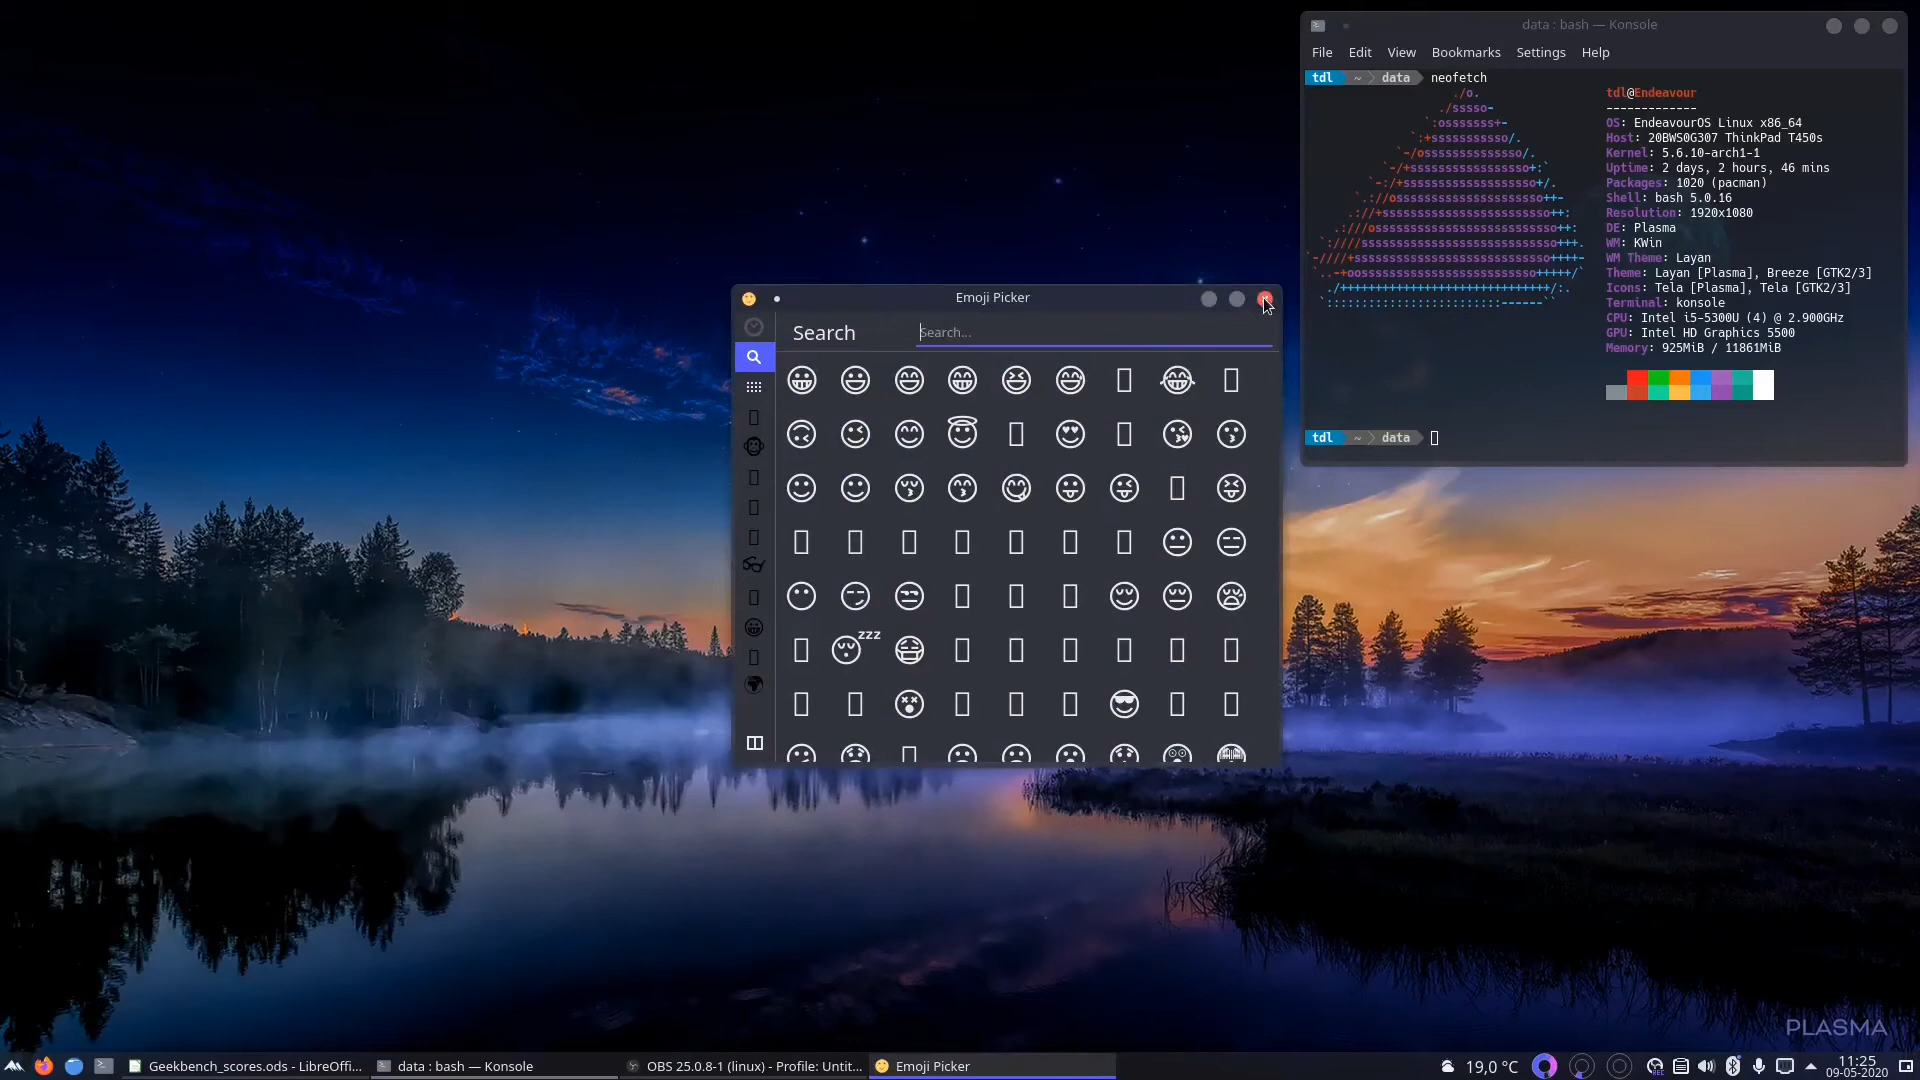 data : bash — Konsole
File Edit View Bookmarks Settings Help
tdl ~ data neofetch
tdl@Endeavour
-------------
OS: EndeavourOS Linux x86_64
Host: 20BWS0G307 ThinkPad T450s
Kernel: 5.6.10-arch1-1
Uptime: 2 days, 2 hours, 46 mins
Packages: 1020 (pacman)
Shell: bash 5.0.16
Resolution: 1920x1080
DE: Plasma
WM: KWin
WM Theme: Layan
Theme: Layan [Plasma], Breeze [GTK2/3]
Icons: Tela [Plasma], Tela [GTK2/3]
Terminal: konsole
CPU: Intel i5-5300U (4) @ 2.900GHz
GPU: Intel HD Graphics 5500
Memory: 925MiB / 11861MiB
tdl ~ data
Emoji Picker
Search Search...
zzz
PLASMA
Geekbench_scores.ods - LibreOffi... data : bash — Konsole OBS 25.0.8-1 (linux) - Profile: Untit... Emoji Picker 19,0 °C REC 11:25
09-05-2020